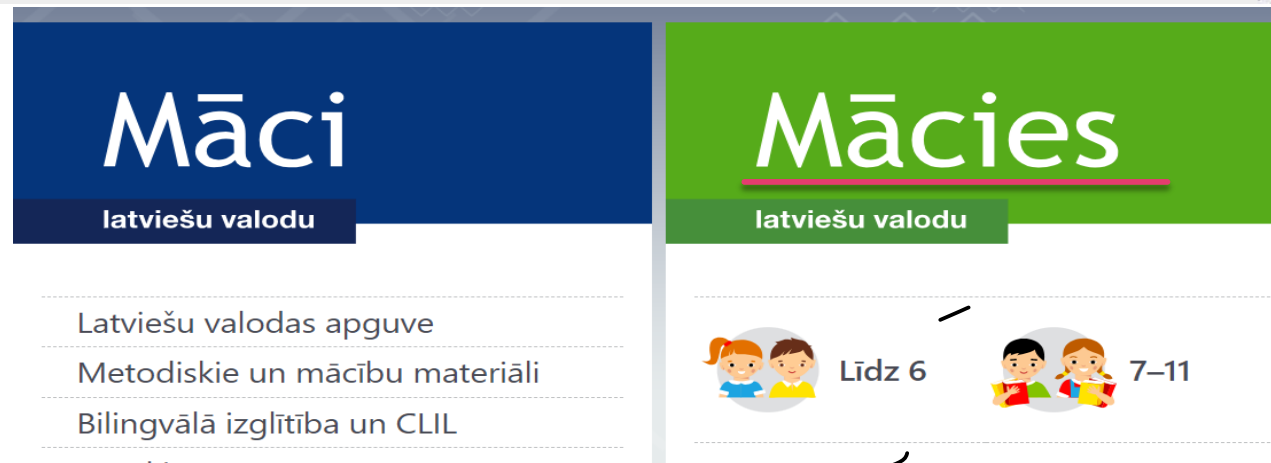 Māci
latviešu valodu
Latviešu valodas apguve
Metodiskie un mācību materiāli
Bilingvālā izglītība un CLIL
Mācies
latviešu valodu
Līdz 6
7–11